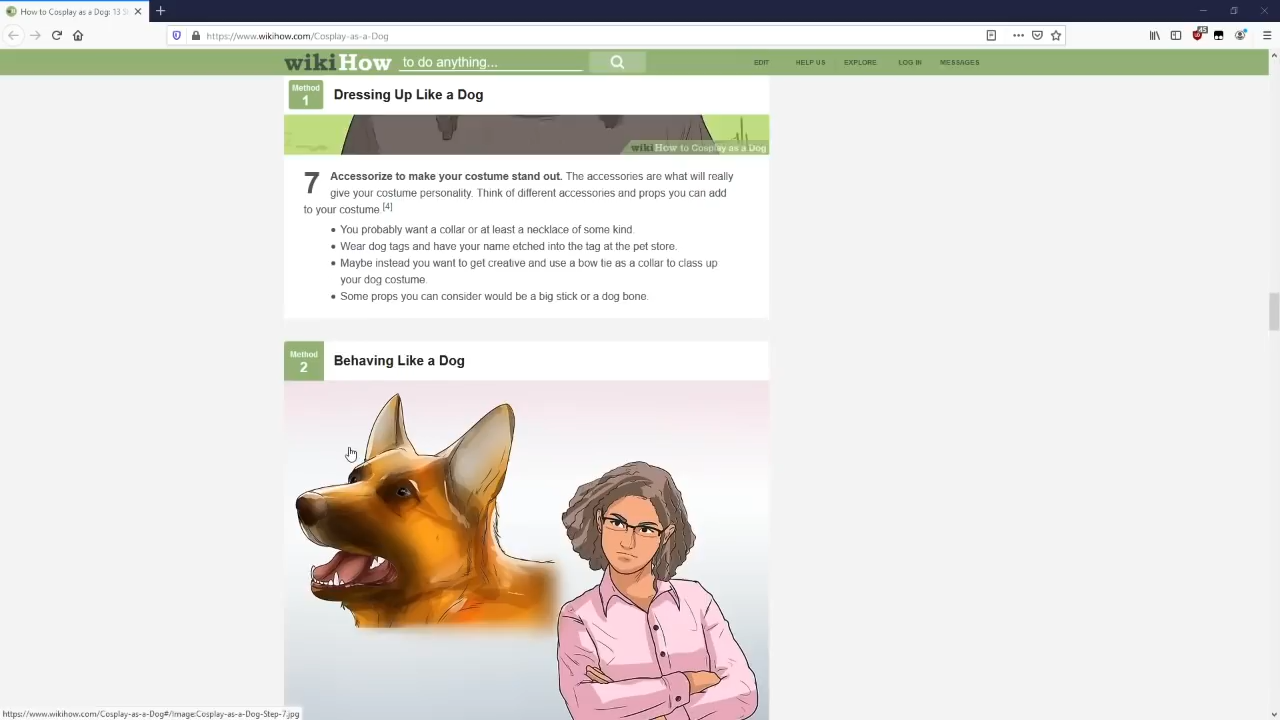 How to Cosplay as a Dog: 13 S
https://www.wikihow.com/Cosplay-as-a-Dog
wikiHow to do anything...
EDIT HELP US EXPLORE LOG IN MESSAGES
Method
1
Dressing Up Like a Dog
wikiHow to Cosplay as a Dog
7 Accessorize to make your costume stand out. The accessories are what will really
give your costume personality. Think of different accessories and props you can add
to your costume.[4]
• You probably want a collar or at least a necklace of some kind.
• Wear dog tags and have your name etched into the tag at the pet store.
• Maybe instead you want to get creative and use a bow tie as a collar to class up
your dog costume.
• Some props you can consider would be a big stick or a dog bone.
Method
2
Behaving Like a Dog
https://www.wikihow.com/Cosplay-as-a-Dog#/Image:Cosplay-as-a-Dog-Step-7.jpg